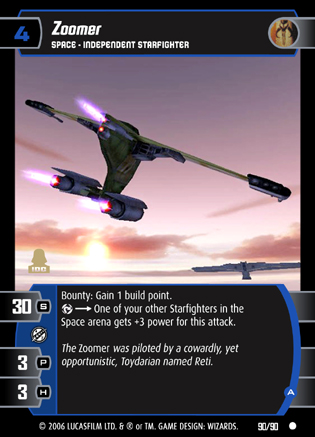 4
Zoomer
SPACE - INDEPENDENT STARFIGHTER
100
30 S
Bounty: Gain 1 build point.
One of your other Starfighters in the
Space arena gets +3 power for this attack.
3 P
The Zoomer was piloted by a cowardly, yet
opportunistic, Toydarian named Reti.
3 H
A
© 2006 LUCASFILM LTD. & ® or TM. GAME DESIGN: WIZARDS.
90/90